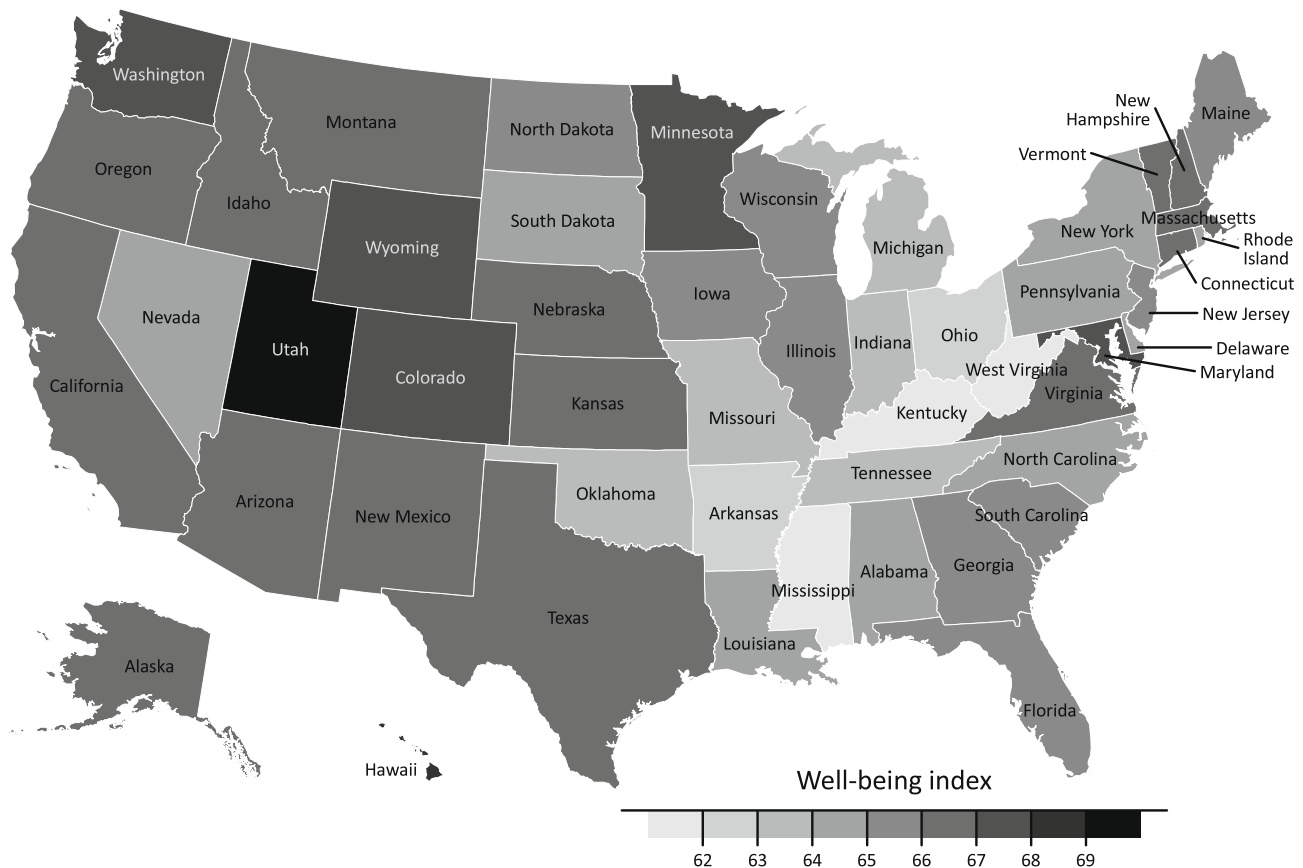 Washington
Montana
North Dakota
Minnesota
New
Hampshire
Maine
Vermont
Oregon
Idaho
Wisconsin
South Dakota
Massachusetts
Wyoming
Michigan
New York
Rhode
Island
Connecticut
Iowa
Pennsylvania
Nevada
Nebraska
New Jersey
Utah
Illinois
Indiana
Ohio
Delaware
Maryland
West Virginia
Colorado
California
Virginia
Kansas
Kentucky
Missouri
North Carolina
Tennessee
Oklahoma
Arizona
New Mexico
Arkansas
South Carolina
Georgia
Alabama
Mississippi
Texas
Louisiana
Alaska
Florida
Hawaii
Well-being index
62 63 64 65 66 67 68 69